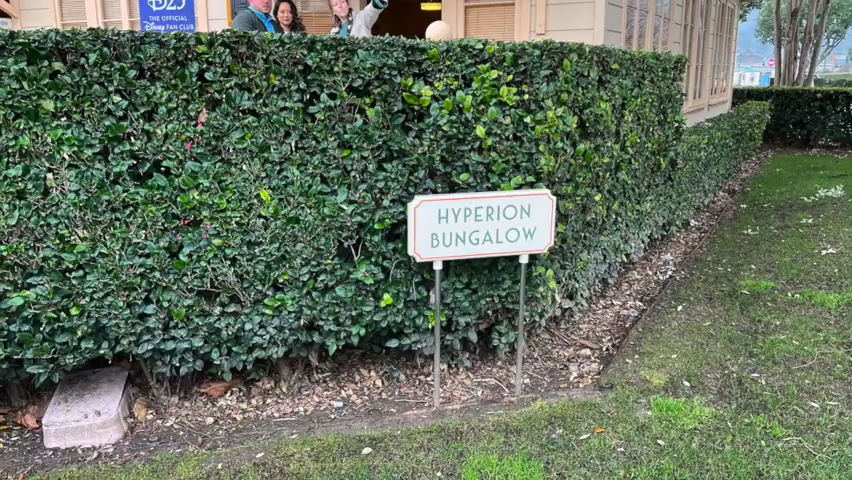 D23
THE OFFICIAL
Disney FAN CLUB
HYPERION
BUNGALOW